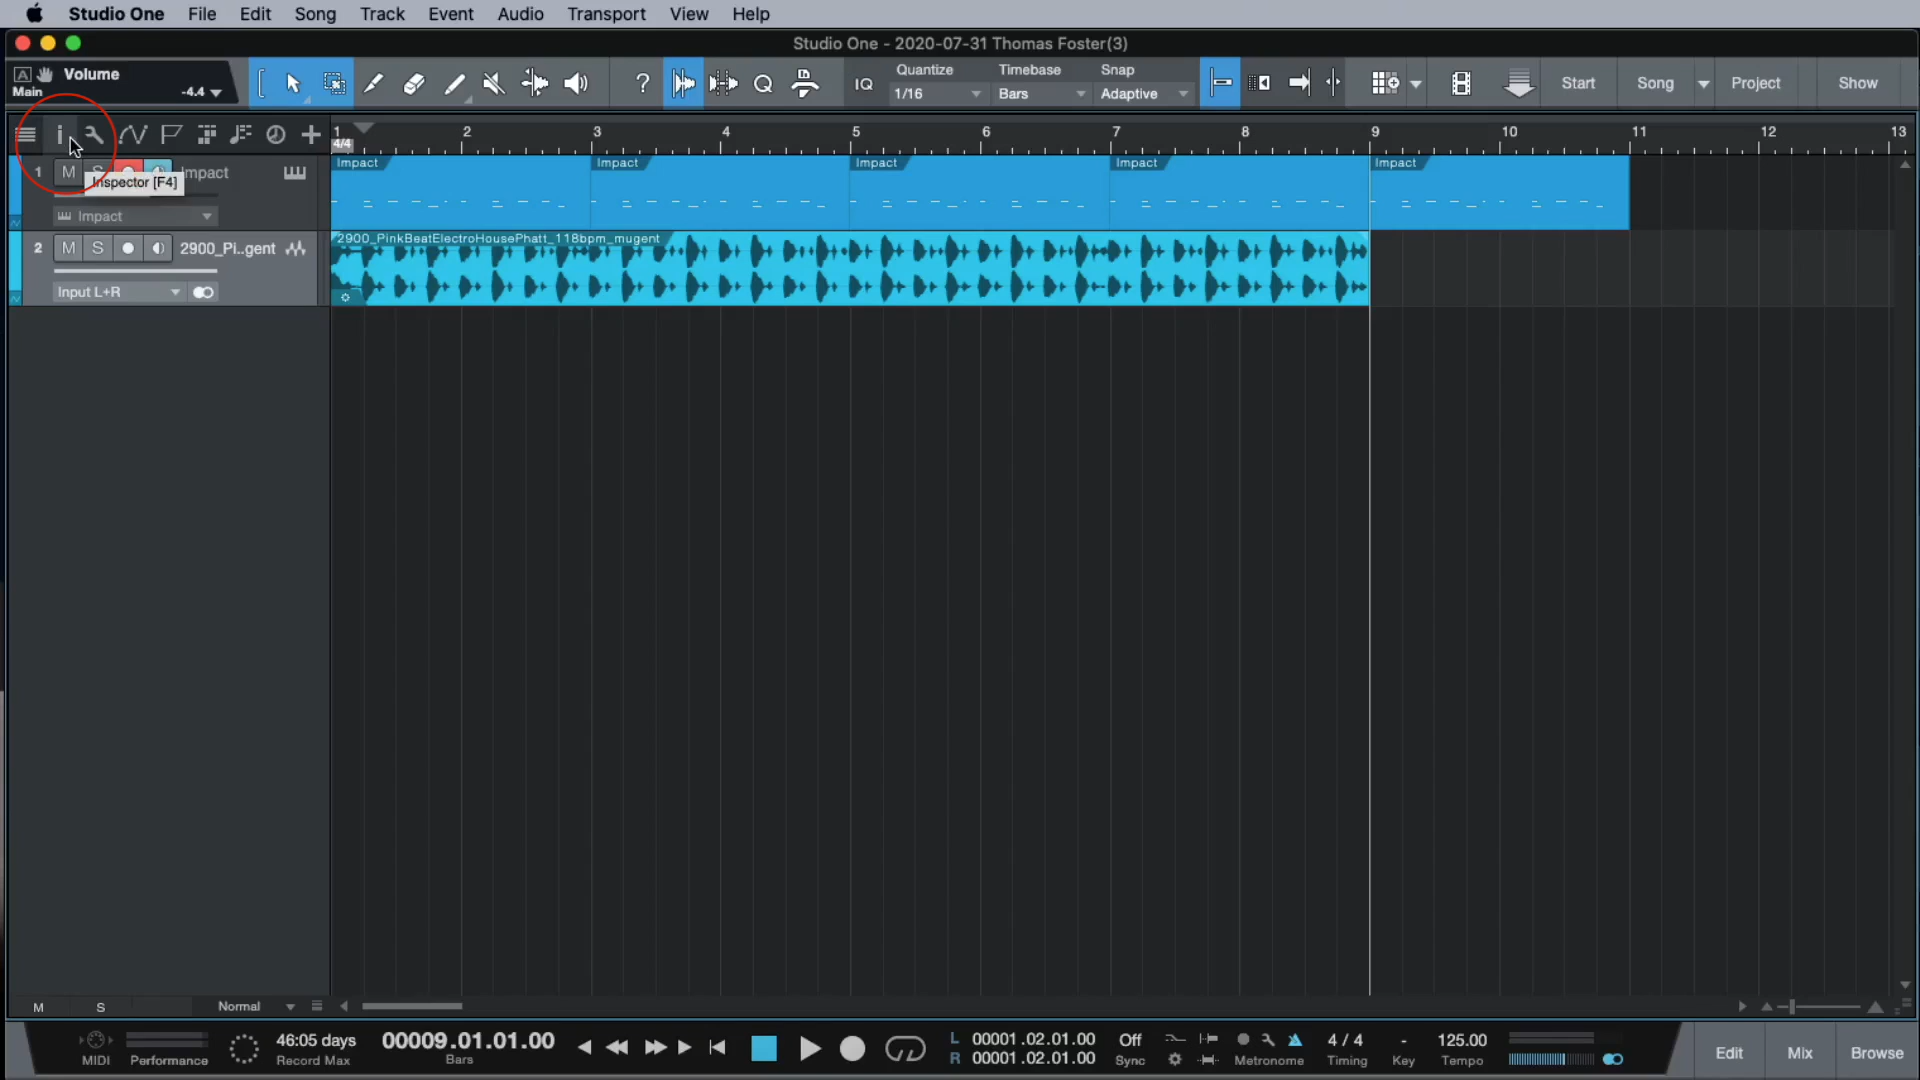 Studio One File Edit Song Track Event Audio Transport View Help
Studio One - 2020-07-31 Thomas Foster(3)
A Volume
Main -4.4
? Q IQ
Quantize Timebase Snap
1/16 Bars Adaptive
Start Song Project Show
1 2 3 4 5 6 7 8 9 10 11 12 13
4/4
1 M S Impact
Inspector [F4]
Impact
Impact Impact Impact Impact Impact
2 M S 2900_Pi..gent
Input L+R
2900_PinkBeatElectroHousePhatt_118bpm_mugent
M S Normal
MIDI Performance
46:05 days
Record Max
00009.01.01.00
Bars
L 00001.02.01.00
R 00001.02.01.00
Off
Sync
Metronome
4 / 4
Timing
-
Key
125.00
Tempo
Edit Mix Browse